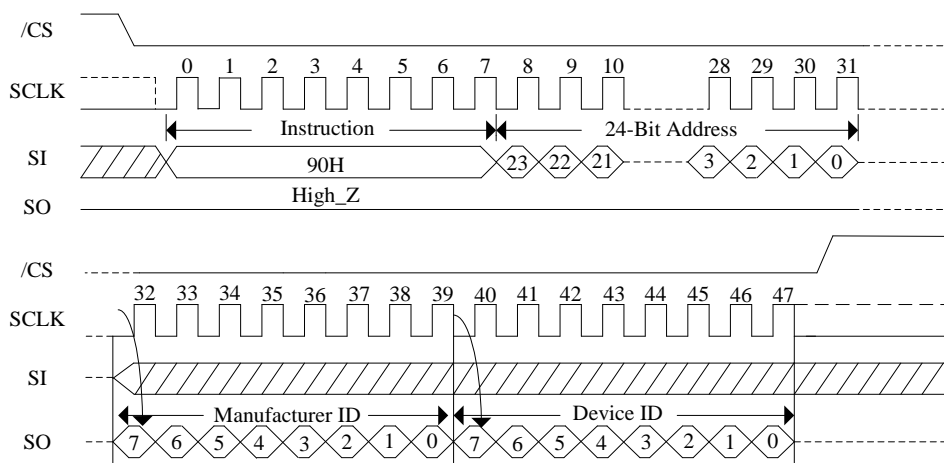 /CS
0 1 2 3 4 5 6 7 8 9 10 28 29 30 31
SCLK
Instruction 24-Bit Address
SI 90H 23 22 21 3 2 1 0
High_Z
SO
/CS
32 33 34 35 36 37 38 39 40 41 42 43 44 45 46 47
SCLK
SI
Manufacturer ID Device ID
SO 7 6 5 4 3 2 1 0 7 6 5 4 3 2 1 0